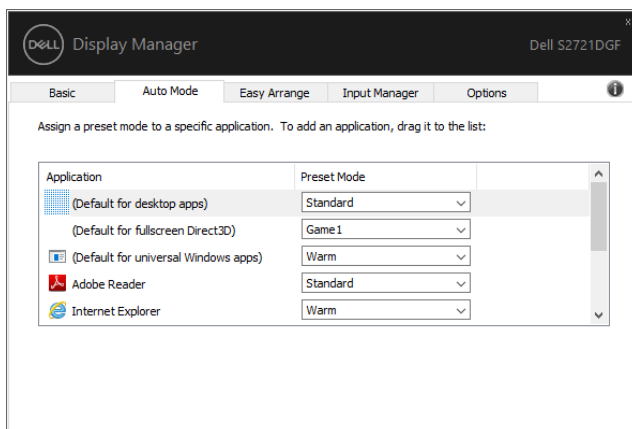 DELL Display Manager Dell S2721DGF
Basic Auto Mode Easy Arrange Input Manager Options
Assign a preset mode to a specific application. To add an application, drag it to the list:
Application Preset Mode
(Default for desktop apps) Standard
(Default for fullscreen Direct3D) Game1
(Default for universal Windows apps) Warm
Adobe Reader Standard
Internet Explorer Warm